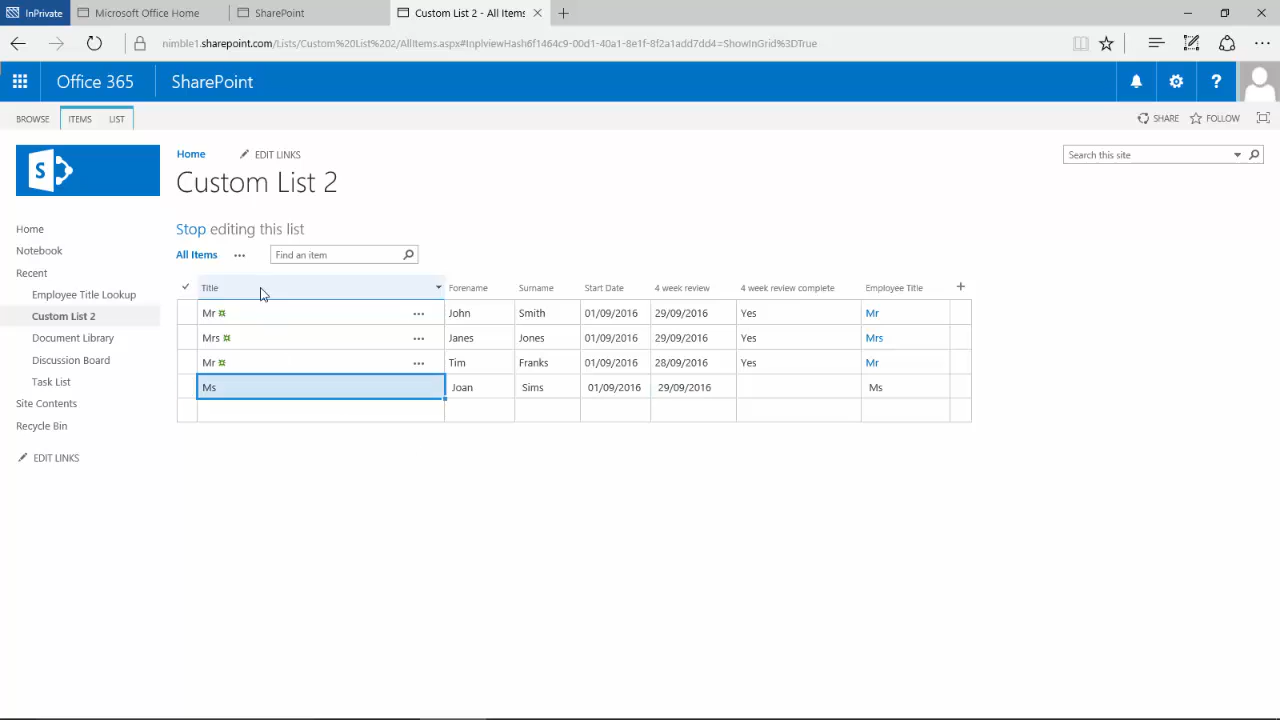 InPrivate Microsoft Office Home SharePoint Custom List 2 - All Items
nimble1.sharepoint.com/Lists/Custom%20List%202/AllItems.aspx#InplviewHash6f1464c9-00d1-40a1-8e1f-8f2a1add7dd4=ShowInGrid%3DTrue
Office 365 SharePoint ?
BROWSE ITEMS LIST SHARE FOLLOW
S
Home EDIT LINKS
Search this site
Custom List 2
Home
Notebook
Recent
Employee Title Lookup
Custom List 2
Document Library
Discussion Board
Task List
Site Contents
Recycle Bin
EDIT LINKS
Stop editing this list
All Items ... Find an item
Title Forename Surname Start Date 4 week review 4 week review complete Employee Title +
Mr ... John Smith 01/09/2016 29/09/2016 Yes Mr
Mrs ... Janes Jones 01/09/2016 29/09/2016 Yes Mrs
Mr ... Tim Franks 01/09/2016 28/09/2016 Yes Mr
Ms Joan Sims 01/09/2016 29/09/2016 Ms